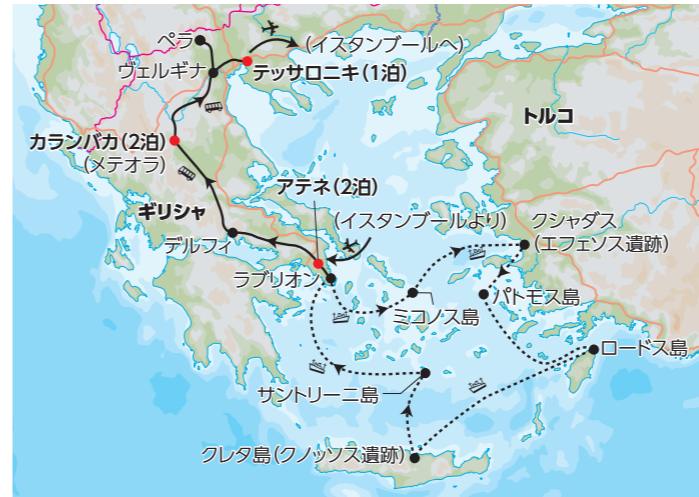 ペラ
(イスタンブールへ)
ヴェルギナ
テッサロニキ(1泊)
トルコ
カランバカ(2泊)
(メテオラ)
アテネ(2泊)
ギリシャ
(イスタンブールより)
クシャダス
(エフェソス遺跡)
デルフィ
ラブリオン
パトモス島
ミコノス島
ロードス島
サントリーニ島
クレタ島(クノッソス遺跡)